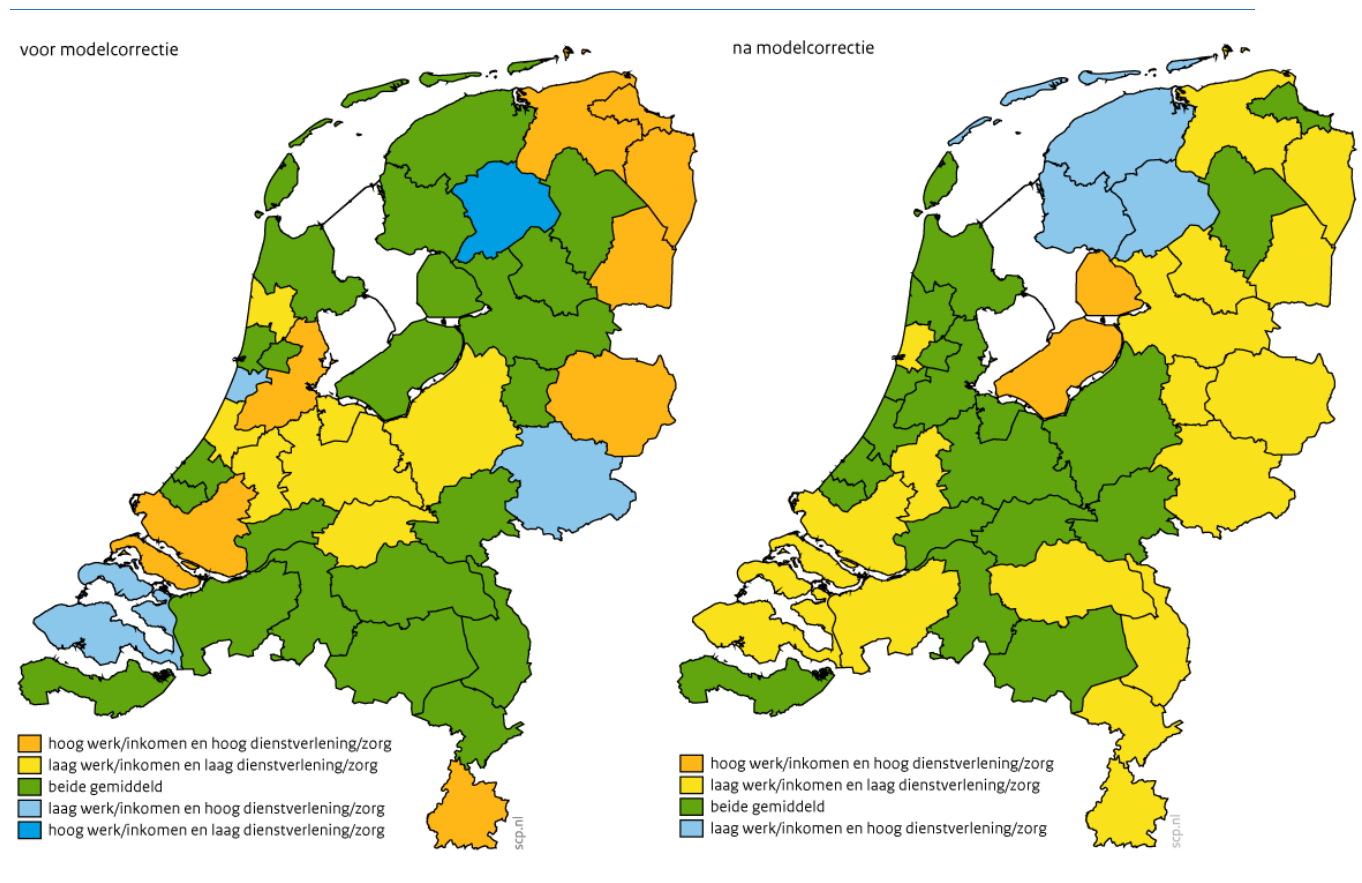 voor modelcorrectie
na modelcorrectie
hoog werk/inkomen en hoog dienstverlening/zorg
laag werk/inkomen en laag dienstverlening/zorg
beide gemiddeld
laag werk/inkomen en hoog dienstverlening/zorg
hoog werk/inkomen en laag dienstverlening/zorg
scp.nl
hoog werk/inkomen en hoog dienstverlening/zorg
laag werk/inkomen en laag dienstverlening/zorg
beide gemiddeld
laag werk/inkomen en hoog dienstverlening/zorg
scp.nl